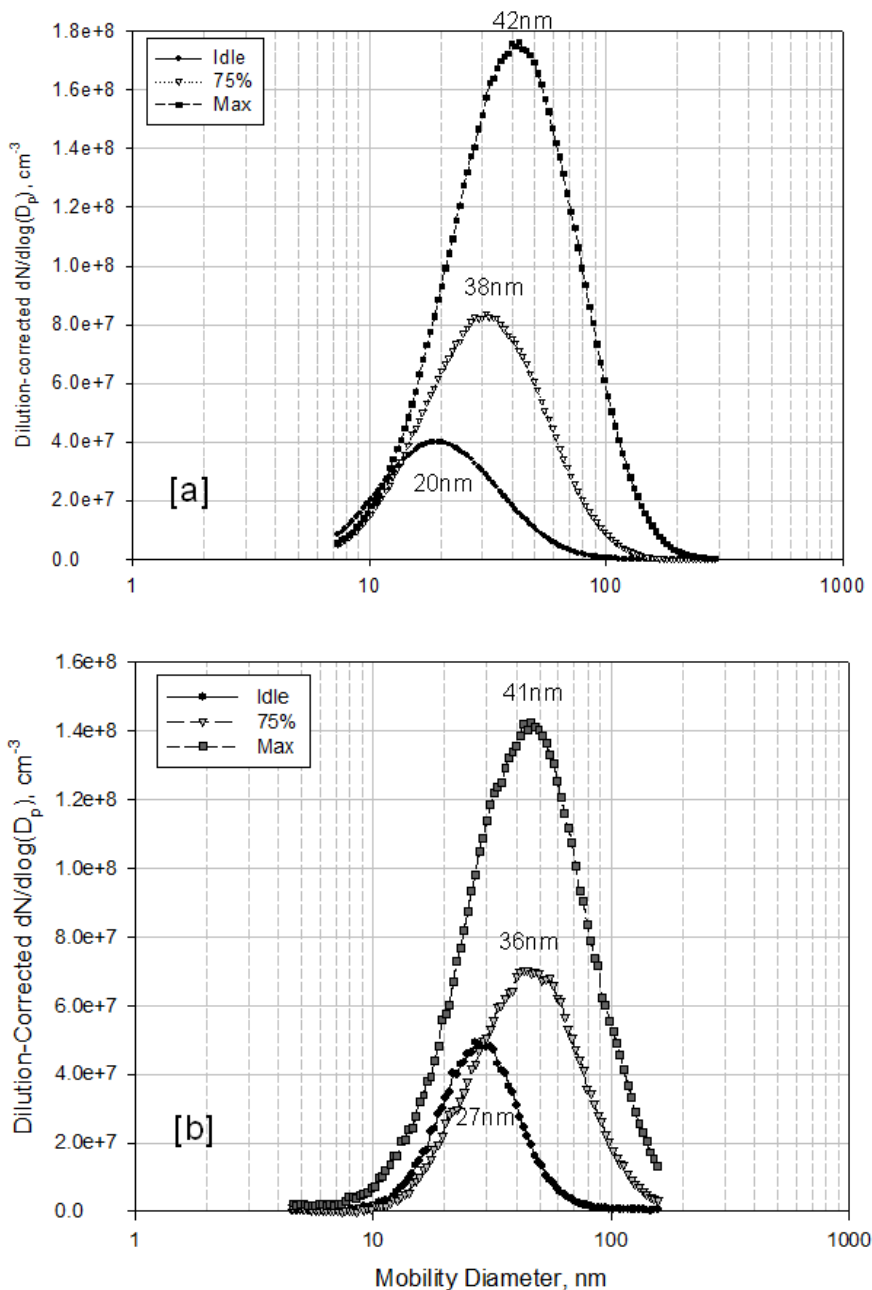 42nm
1.8e+8
Idle
75%
Max
1.6e+8
1.4e+8
1.2e+8
1.0e+8
38nm
8.0e+7
6.0e+7
4.0e+7
20nm
[a]
2.0e+7
0.0
1 10 100 1000
Dilution-corrected dN/dlog(Dₚ), cm⁻³
1.6e+8
Idle
75%
Max
41nm
1.4e+8
1.2e+8
1.0e+8
8.0e+7
36nm
6.0e+7
4.0e+7
27nm
[b]
2.0e+7
0.0
1 10 100 1000
Dilution-Corrected dN/dlog(Dₚ), cm⁻³
Mobility Diameter, nm